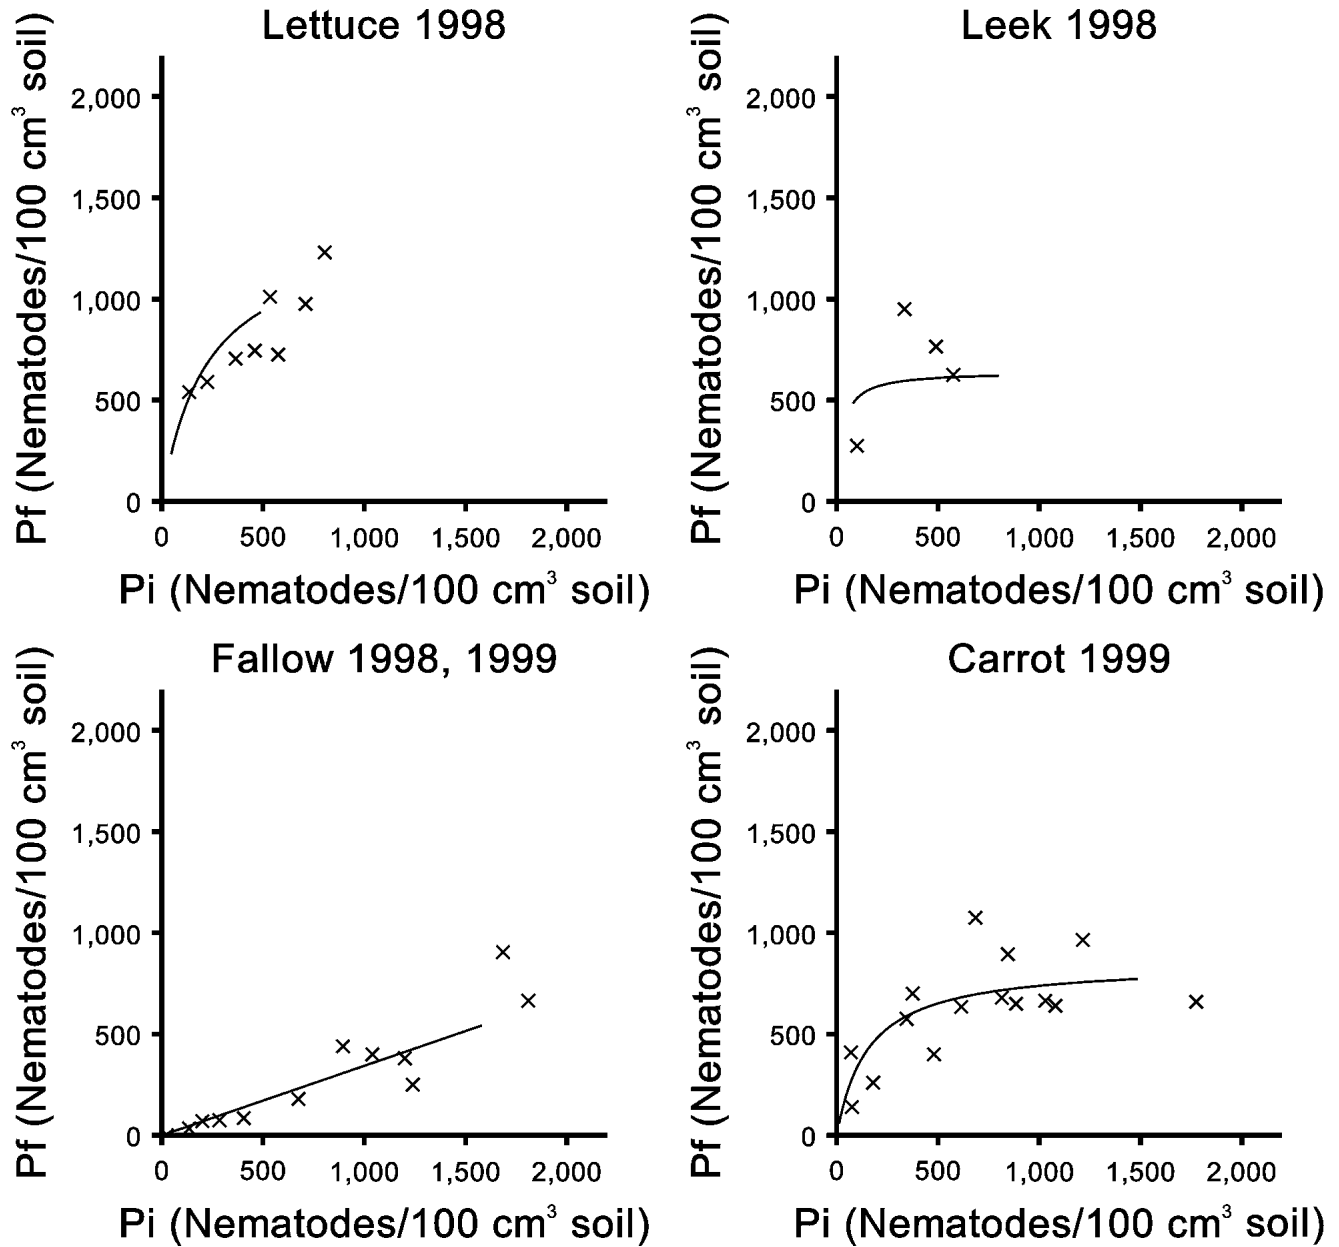 Lettuce 1998
Pf (Nematodes/100 cm³ soil)
2,000
1,500
1,000
500
0
0 500 1,000 1,500 2,000
Pi (Nematodes/100 cm³ soil)
Leek 1998
Pf (Nematodes/100 cm³ soil)
2,000
1,500
1,000
500
0
0 500 1,000 1,500 2,000
Pi (Nematodes/100 cm³ soil)
Fallow 1998, 1999
Pf (Nematodes/100 cm³ soil)
2,000
1,500
1,000
500
0
0 500 1,000 1,500 2,000
Pi (Nematodes/100 cm³ soil)
Carrot 1999
Pf (Nematodes/100 cm³ soil)
2,000
1,500
1,000
500
0
0 500 1,000 1,500 2,000
Pi (Nematodes/100 cm³ soil)